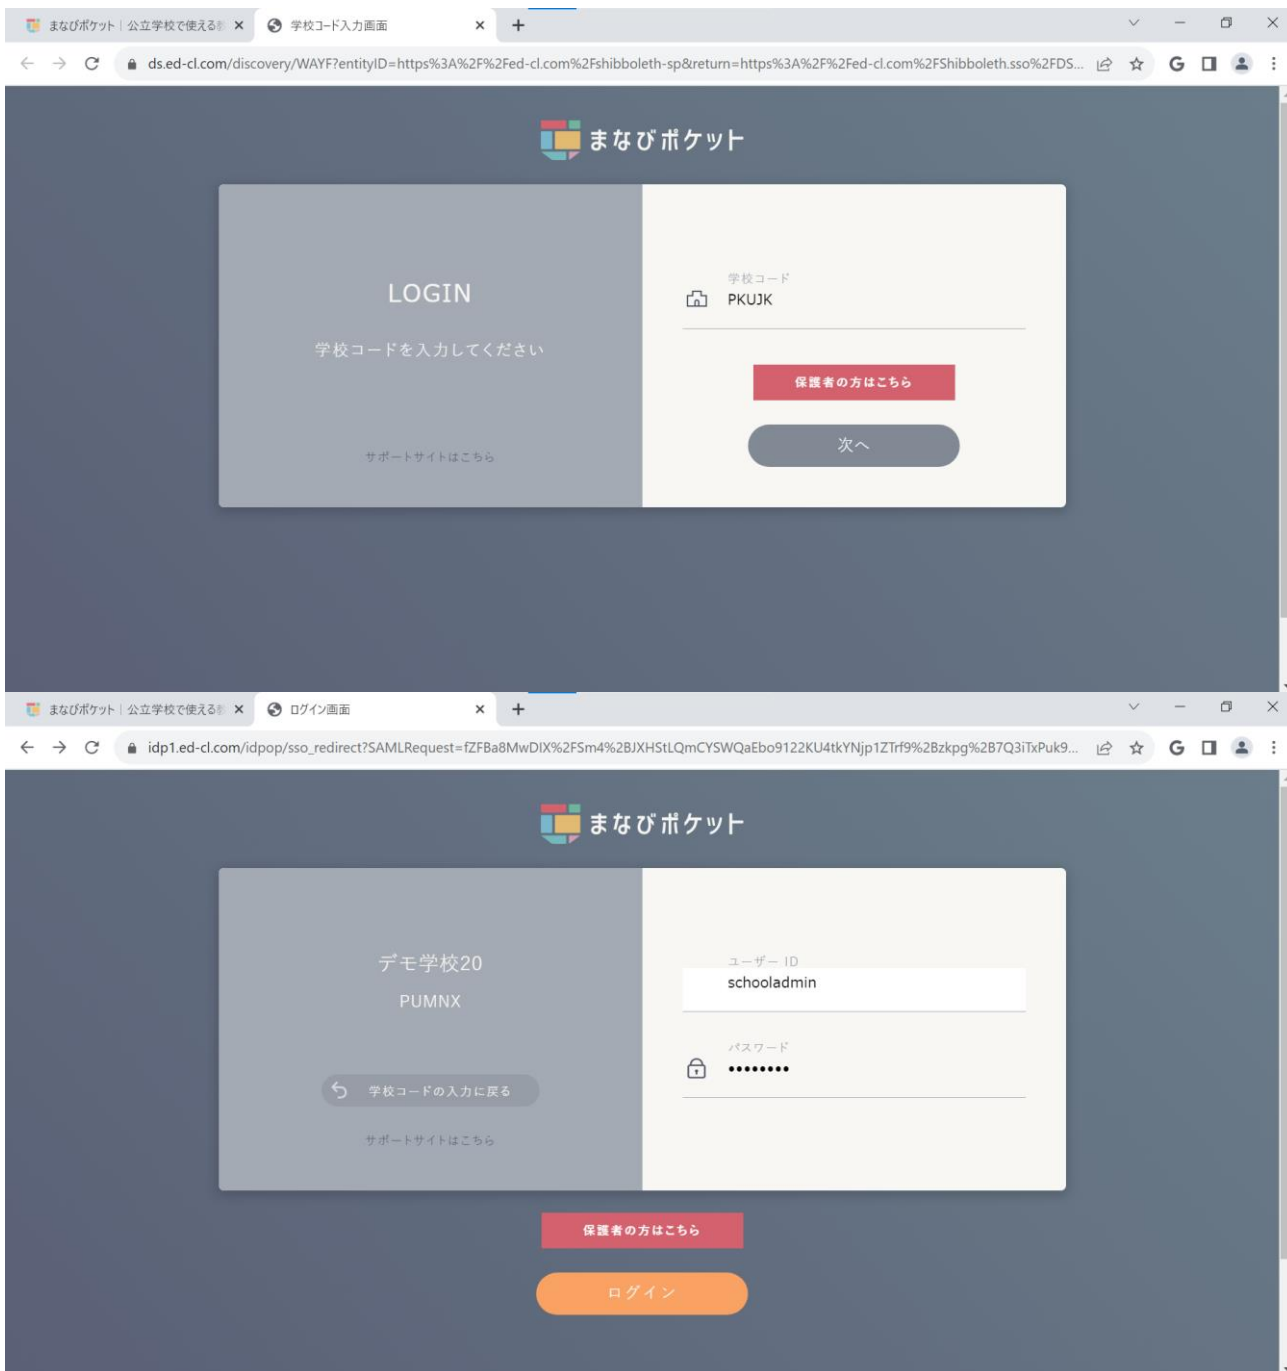 まなびポケット | 公立学校で使える
学校コード入力画面
ds.ed-cl.com/discovery/WAYF?entityID=https%3A%2F%2Fed-cl.com%2Fshibboleth-sp&return=https%3A%2F%2Fed-cl.com%2FShibboleth.sso%2FDS...
まなびポケット
LOGIN
学校コードを入力してください
サポートサイトはこちら
学校コード
PKUJK
保護者の方はこちら
次へ
まなびポケット | 公立学校で使える
ログイン画面
idp1.ed-cl.com/idpop/sso_redirect?SAMLRequest=fZFBa8MwDIX%2FSm4%2BJXHStLQmCYSWQaEbo9122KU4tkYNjp1ZTrf9%2Bzkpg%2B7Q3iTxPuk9...
まなびポケット
デモ学校20
PUMNX
学校コードの入力に戻る
サポートサイトはこちら
ユーザー ID
schooladmin
パスワード
••••••••
保護者の方はこちら
ログイン